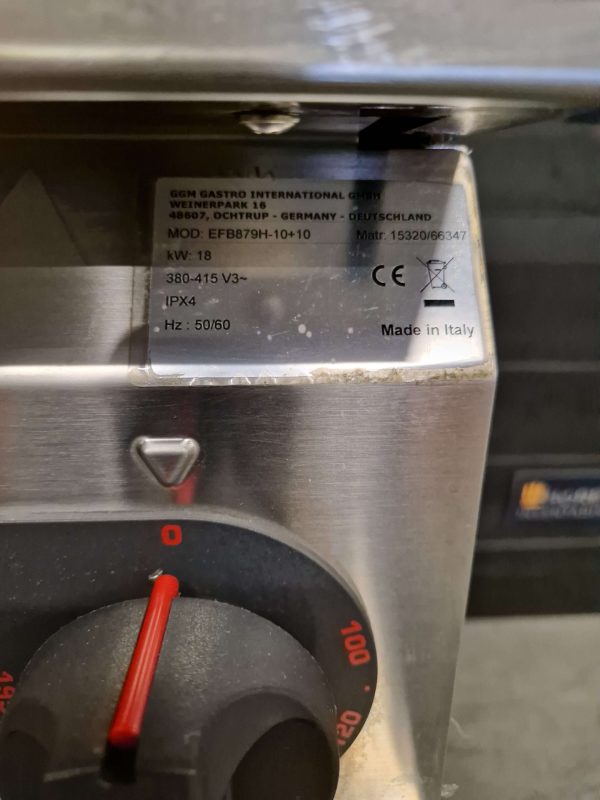 GGM GASTRO INTERNATIONAL GMBH
WEINERPARK 16
48607, OCHTRUP - GERMANY - DEUTSCHLAND
MOD: EFB879H-10+10 Matr: 15320/66347
kW: 18
380-415 V3~
IPX4
CE
Hz : 50/60
Made in Italy
0
100
120